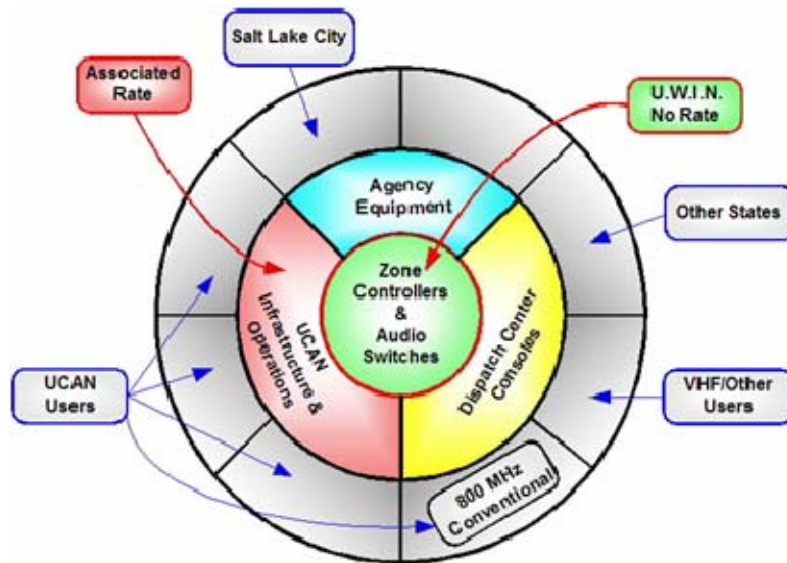 Salt Lake City
Associated
Rate
U.W.I.N.
No Rate
Agency
Equipment
Other States
Zone
Controllers
&
Audio
Switches
UCAN
Infrastructure &
operations
Dispatch Center
Consoles
UCAN
Users
VHF/Other
Users
800 MHz
Conventional